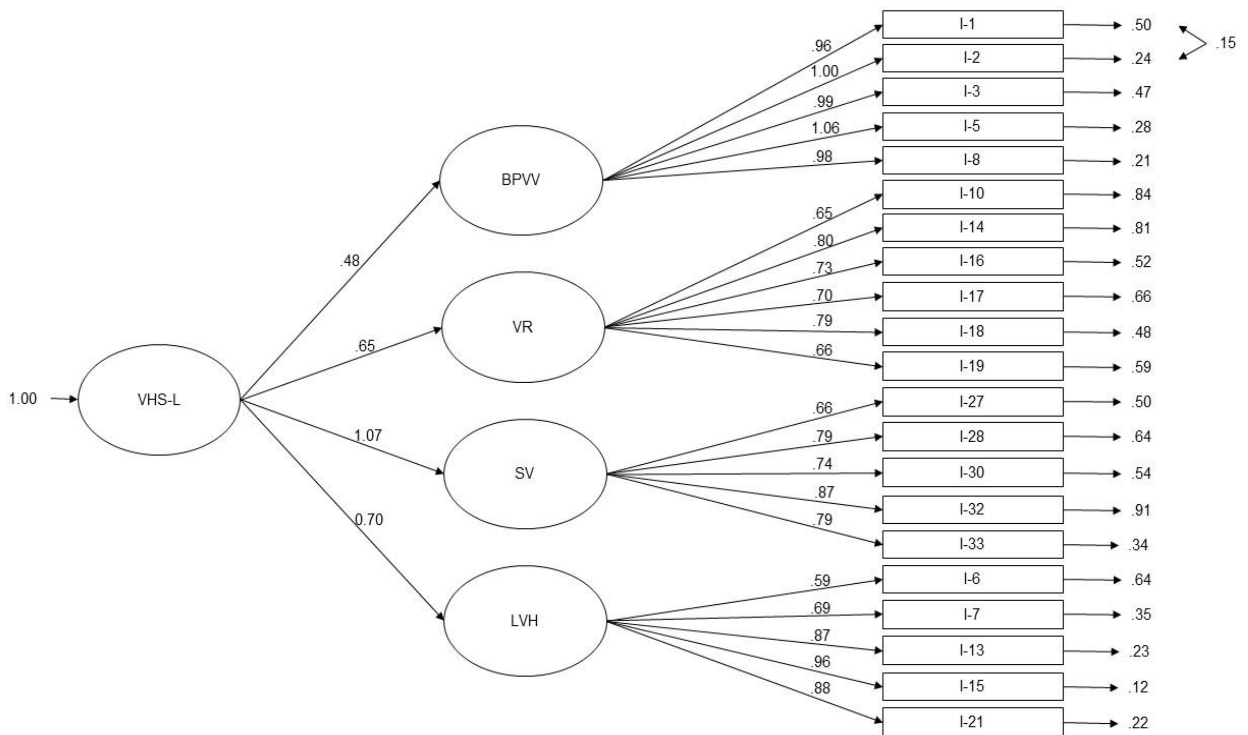 I-1
.50
.96
.15
I-2
.24
1.00
I-3
.47
.99
I-5
.28
1.06
I-8
.21
.98
BPVV
I-10
.84
.65
I-14
.81
.80
I-16
.52
.73
.48
I-17
.66
.70
VR
I-18
.48
.79
.65
I-19
.59
.66
1.00
VHS-L
I-27
.50
.66
I-28
.64
.79
1.07
SV
I-30
.54
.74
I-32
.91
.87
I-33
.34
.79
0.70
I-6
.64
.59
I-7
.35
.69
LVH
I-13
.23
.87
I-15
.12
.96
I-21
.22
.88